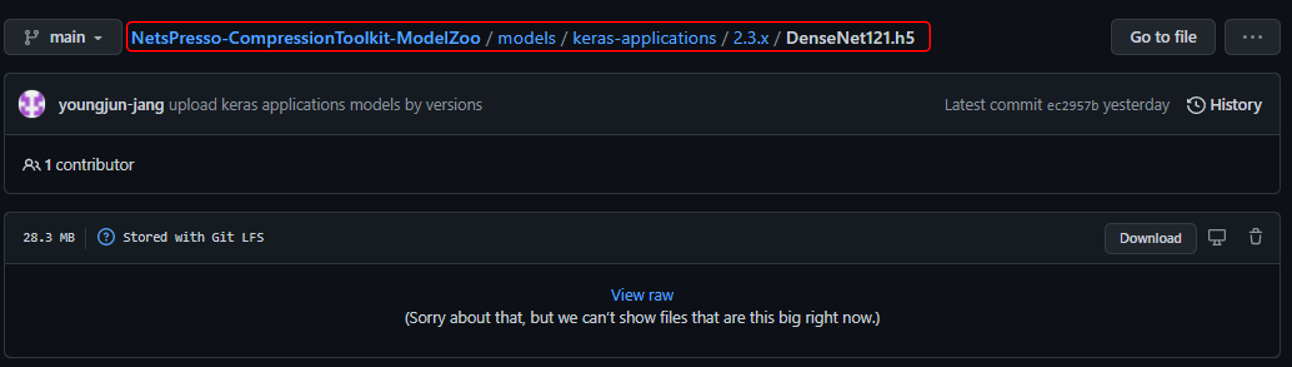 main NetsPresso-CompressionToolkit-ModelZoo / models / keras-applications / 2.3.x / DenseNet121.h5 Go to file ...
youngjun-jang upload keras applications models by versions Latest commit ec2957b yesterday History
1 contributor
28.3 MB ? Stored with Git LFS Download
View raw
(Sorry about that, but we can't show files that are this big right now.)